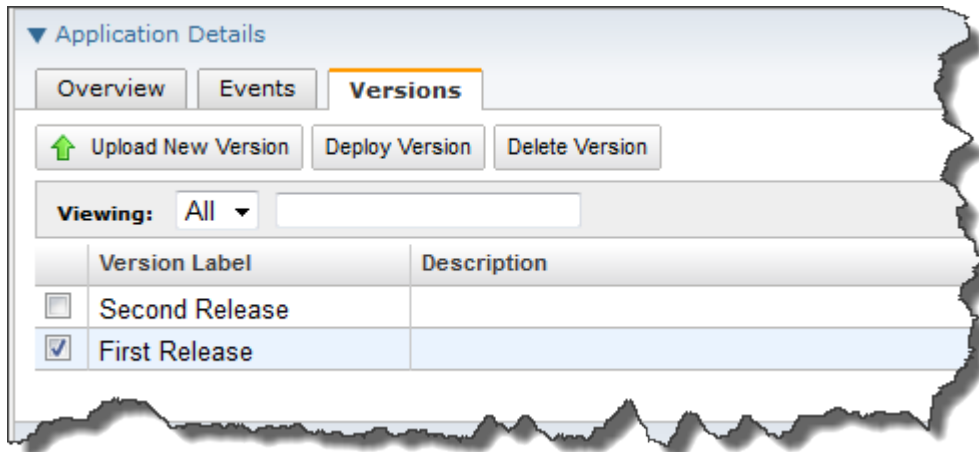 Application Details
Overview Events Versions
Upload New Version Deploy Version Delete Version
Viewing: All
Version Label Description
Second Release
First Release